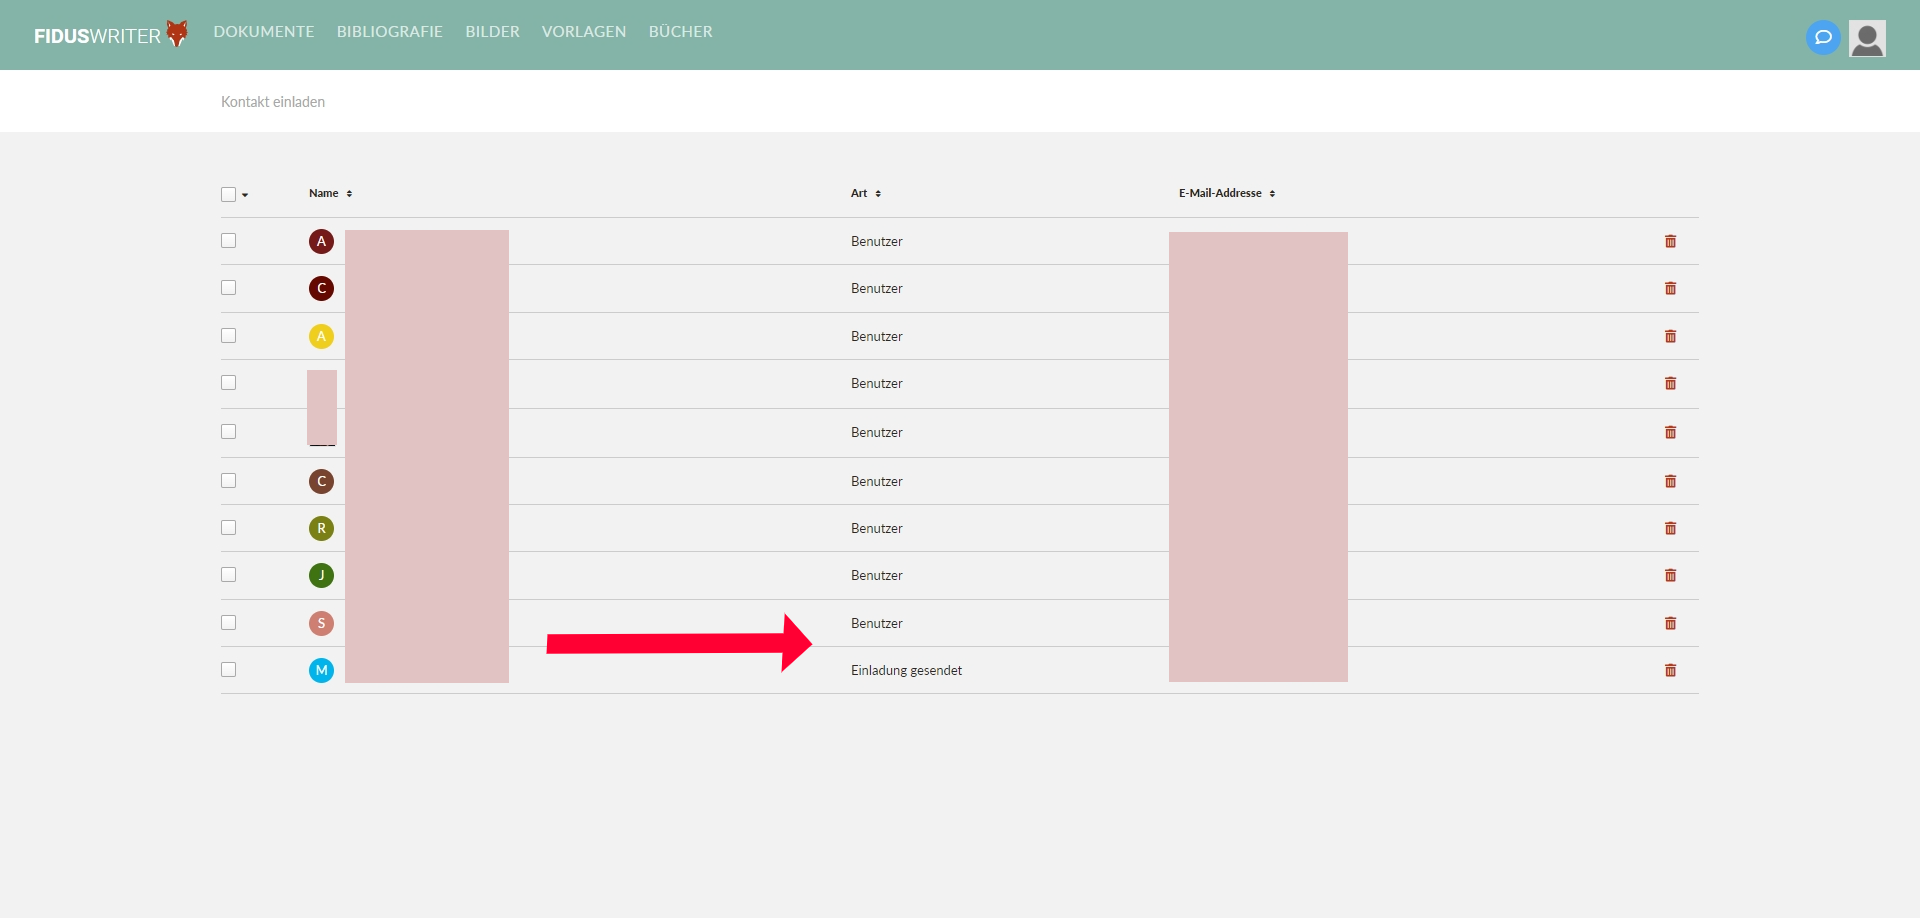 FIDUSWRITER DOKUMENTE BIBLIOGRAFIE BILDER VORLAGEN BÜCHER
Kontakt einladen
Name Art E-Mail-Addresse
A Benutzer
C Benutzer
A Benutzer
Benutzer
Benutzer
C Benutzer
R Benutzer
J Benutzer
S Benutzer
M Einladung gesendet